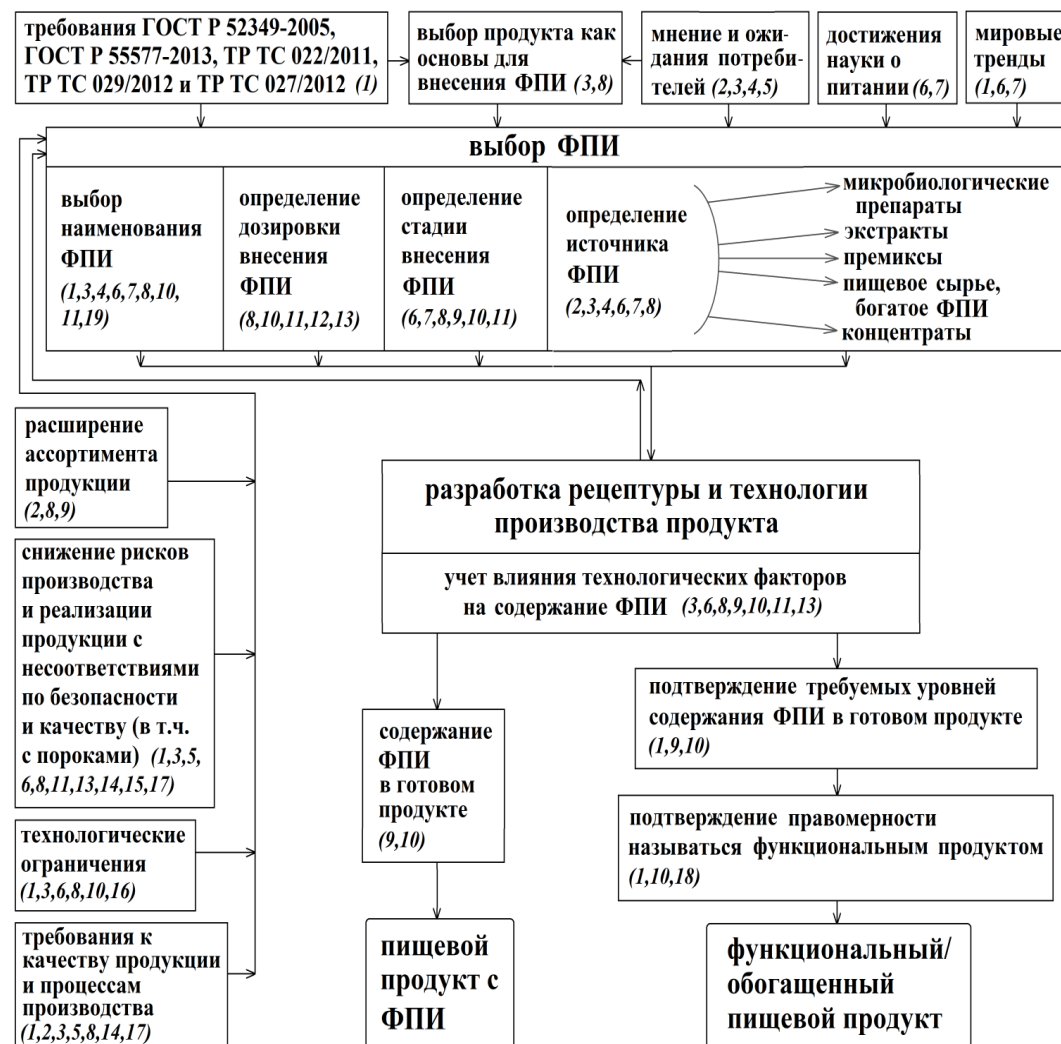 требования ГОСТ Р 52349-2005,
ГОСТ Р 55577-2013, ТР ТС 022/2011,
ТР ТС 029/2012 и ТР ТС 027/2012 (1)
выбор продукта как
основы для
внесения ФПИ (3,8)
мнение и ожи-
дания потреби-
телей (2,3,4,5)
достижения
науки о
питании (6,7)
мировые
тренды
(1,6,7)
выбор ФПИ
выбор
наименования
ФПИ
(1,3,4,6,7,8,10,
11,19)
определение
дозировки
внесения
ФПИ
(8,10,11,12,13)
определение
стадии
внесения
ФПИ
(6,7,8,9,10,11)
определение
источника
ФПИ
(2,3,4,6,7,8)
микробиологические
препараты
экстракты
премиксы
пищевое сырье,
богатое ФПИ
концентраты
расширение
ассортимента
продукции
(2,8,9)
снижение рисков
производства
и реализации
продукции с
несоответствиями
по безопасности
и качеству (в т.ч.
с пороками) (1,3,5,
6,8,11,13,14,15,17)
технологические
ограничения
(1,3,6,8,10,16)
требования к
качеству продукции
и процессам
производства
(1,2,3,5,8,14,17)
разработка рецептуры и технологии
производства продукта
учет влияния технологических факторов
на содержание ФПИ (3,6,8,9,10,11,13)
содержание
ФПИ
в готовом
продукте
(9,10)
пищевой
продукт с
ФПИ
подтверждение требуемых уровней
содержания ФПИ в готовом продукте
(1,9,10)
подтверждение правомерности
называться функциональным продуктом
(1,10,18)
функциональный/
обогащенный
пищевой продукт